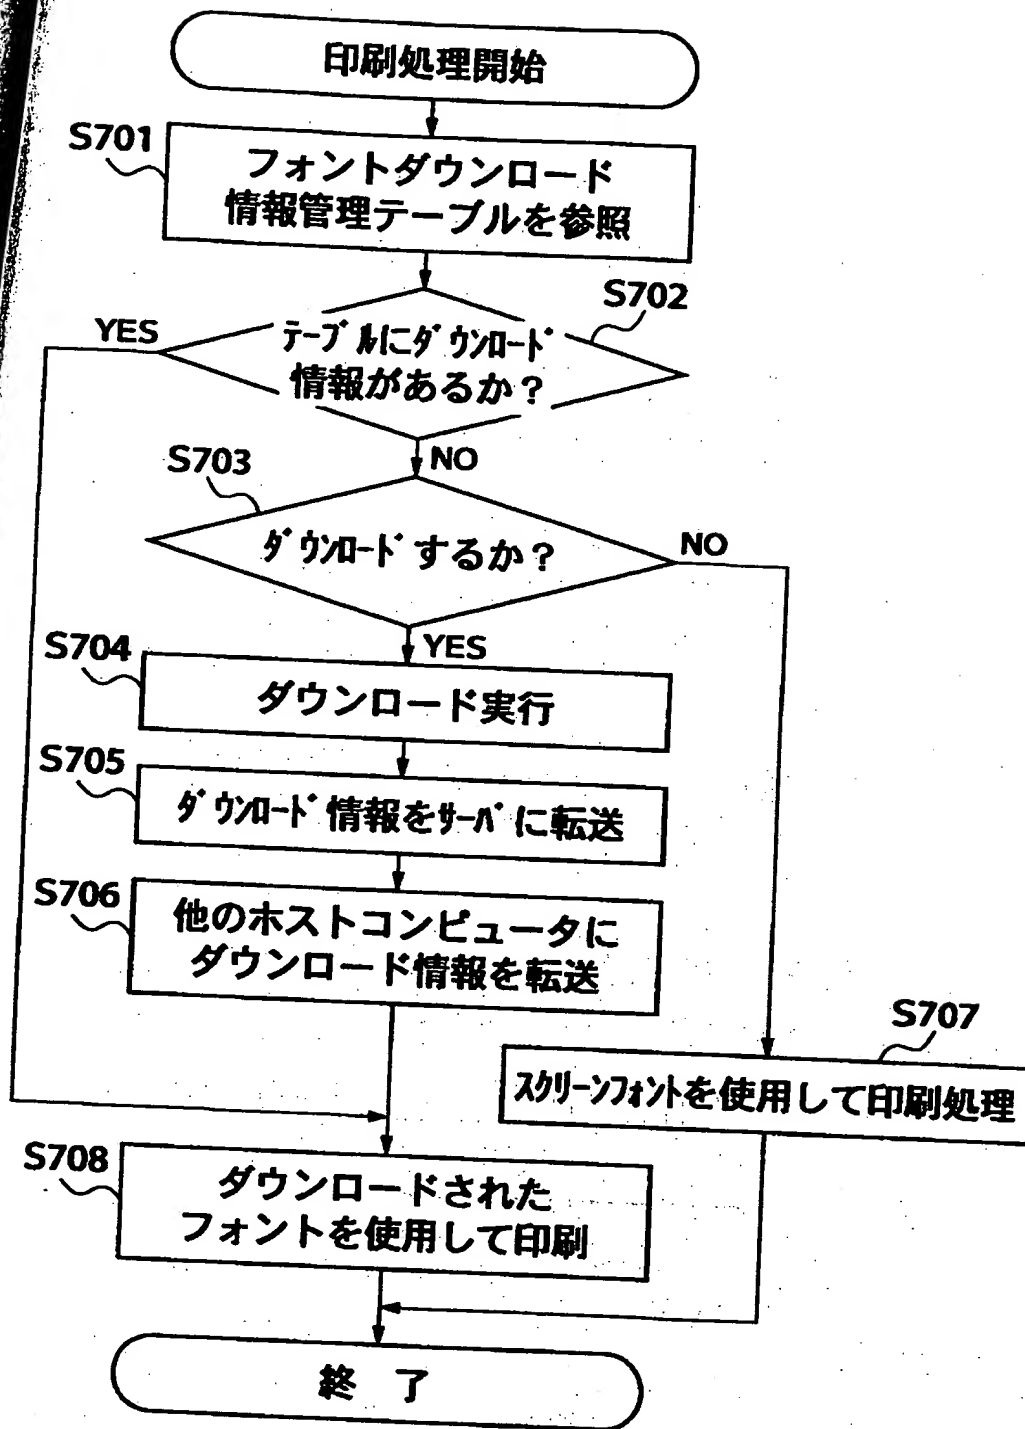 印刷処理開始
S701
フォントダウンロード
情報管理テーブルを参照
S702
YES
テーブルにダウンロード
情報があるか？
NO
S703
ダウンロードするか？
NO
YES
S704
ダウンロード実行
S705
ダウンロード情報をサーバに転送
S706
他のホストコンピュータに
ダウンロード情報を転送
S707
スクリーンフォントを使用して印刷処理
S708
ダウンロードされた
フォントを使用して印刷
終 了